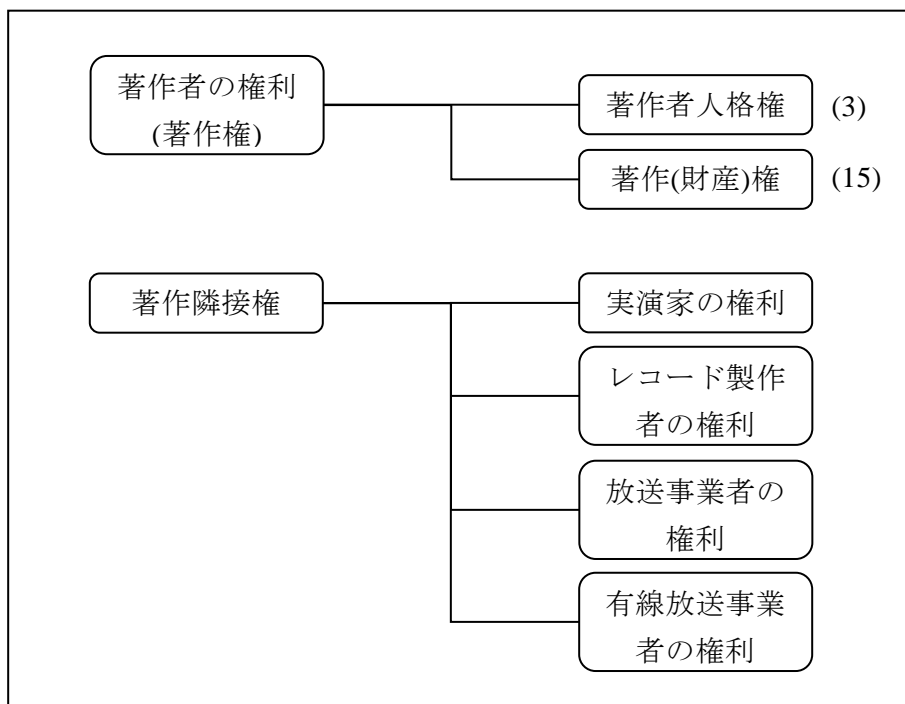 著作者の権利
(著作権)
著作者人格権 (3)
著作(財産)権 (15)
著作隣接権
実演家の権利
レコード製作
者の権利
放送事業者の
権利
有線放送事業
者の権利